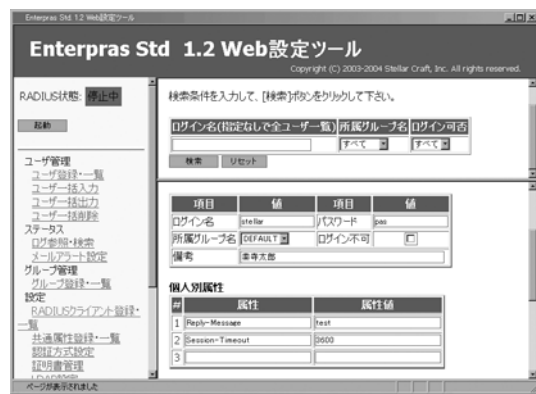 Enterpras Std 1.2 Web設定ツール
Enterpras Std 1.2 Web設定ツール
Copyright (C) 2003-2004 Stellar Craft, Inc. All rights reserved.
RADIUS状態: 停止中
起動
ユーザ管理
ユーザ登録・一覧
ユーザ一括入力
ユーザ一括出力
ユーザ一括削除
ステータス
ログ参照・検索
メールアラート設定
グループ管理
グループ登録・一覧
設定
RADIUSクライアント登録・
一覧
共通属性登録・一覧
認証方式設定
証明書管理
LDAP設定
検索条件を入力して、[検索]ボタンをクリックして下さい。
ログイン名(指定なしで全ユーザ一覧) 所属グループ名 ログイン可否
すべて すべて
検索 リセット
項目 値 項目 値
ログイン名 stellar パスワード pas
所属グループ名 DEFAULT ログイン不可
備考 太郎
個人別属性
# 属性 属性値
1 Reply-Message test
2 Session-Timeout 3600
3
ページが表示されました